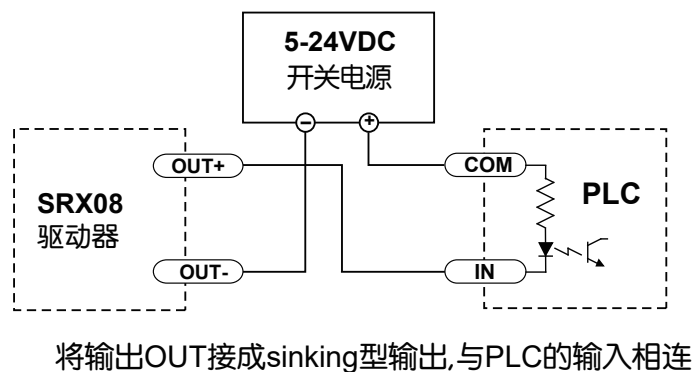 5-24VDC
开关电源
− +
OUT+ COM
SRX08 PLC
驱动器
OUT- IN
将输出OUT接成sinking型输出,与PLC的输入相连